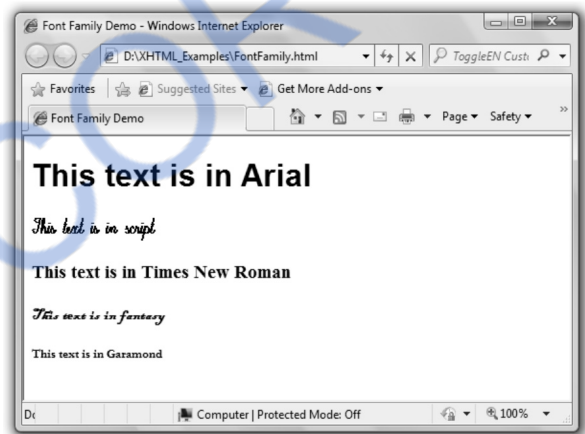 Font Family Demo - Windows Internet Explorer
D:\XHTML_Examples\FontFamily.html
ToggleEN Custı
Favorites Suggested Sites Get More Add-ons
Font Family Demo Page Safety »
This text is in Arial
This text is in script
This text is in Times New Roman
This text is in fantasy
This text is in Garamond
Computer | Protected Mode: Off 100%